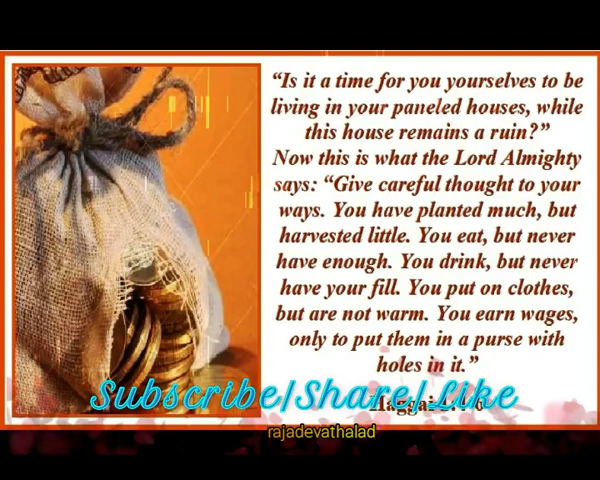 “Is it a time for you yourselves to be
living in your paneled houses, while
this house remains a ruin?”
Now this is what the Lord Almighty
says: “Give careful thought to your
ways. You have planted much, but
harvested little. You eat, but never
have enough. You drink, but never
have your fill. You put on clothes,
but are not warm. You earn wages,
only to put them in a purse with
holes in it.”
Subscribe/Share/Like
Haggai
rajadevathalad